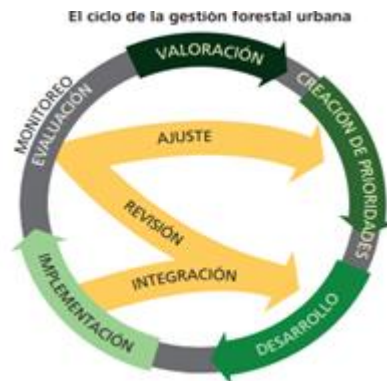 El ciclo de la gestión forestal urbana
VALORACIÓN
CREACIÓN DE PRIORIDADES
MONITOREO
EVALUACIÓN
AJUSTE
REVISIÓN
INTEGRACIÓN
IMPLEMENTACIÓN
DESARROLLO